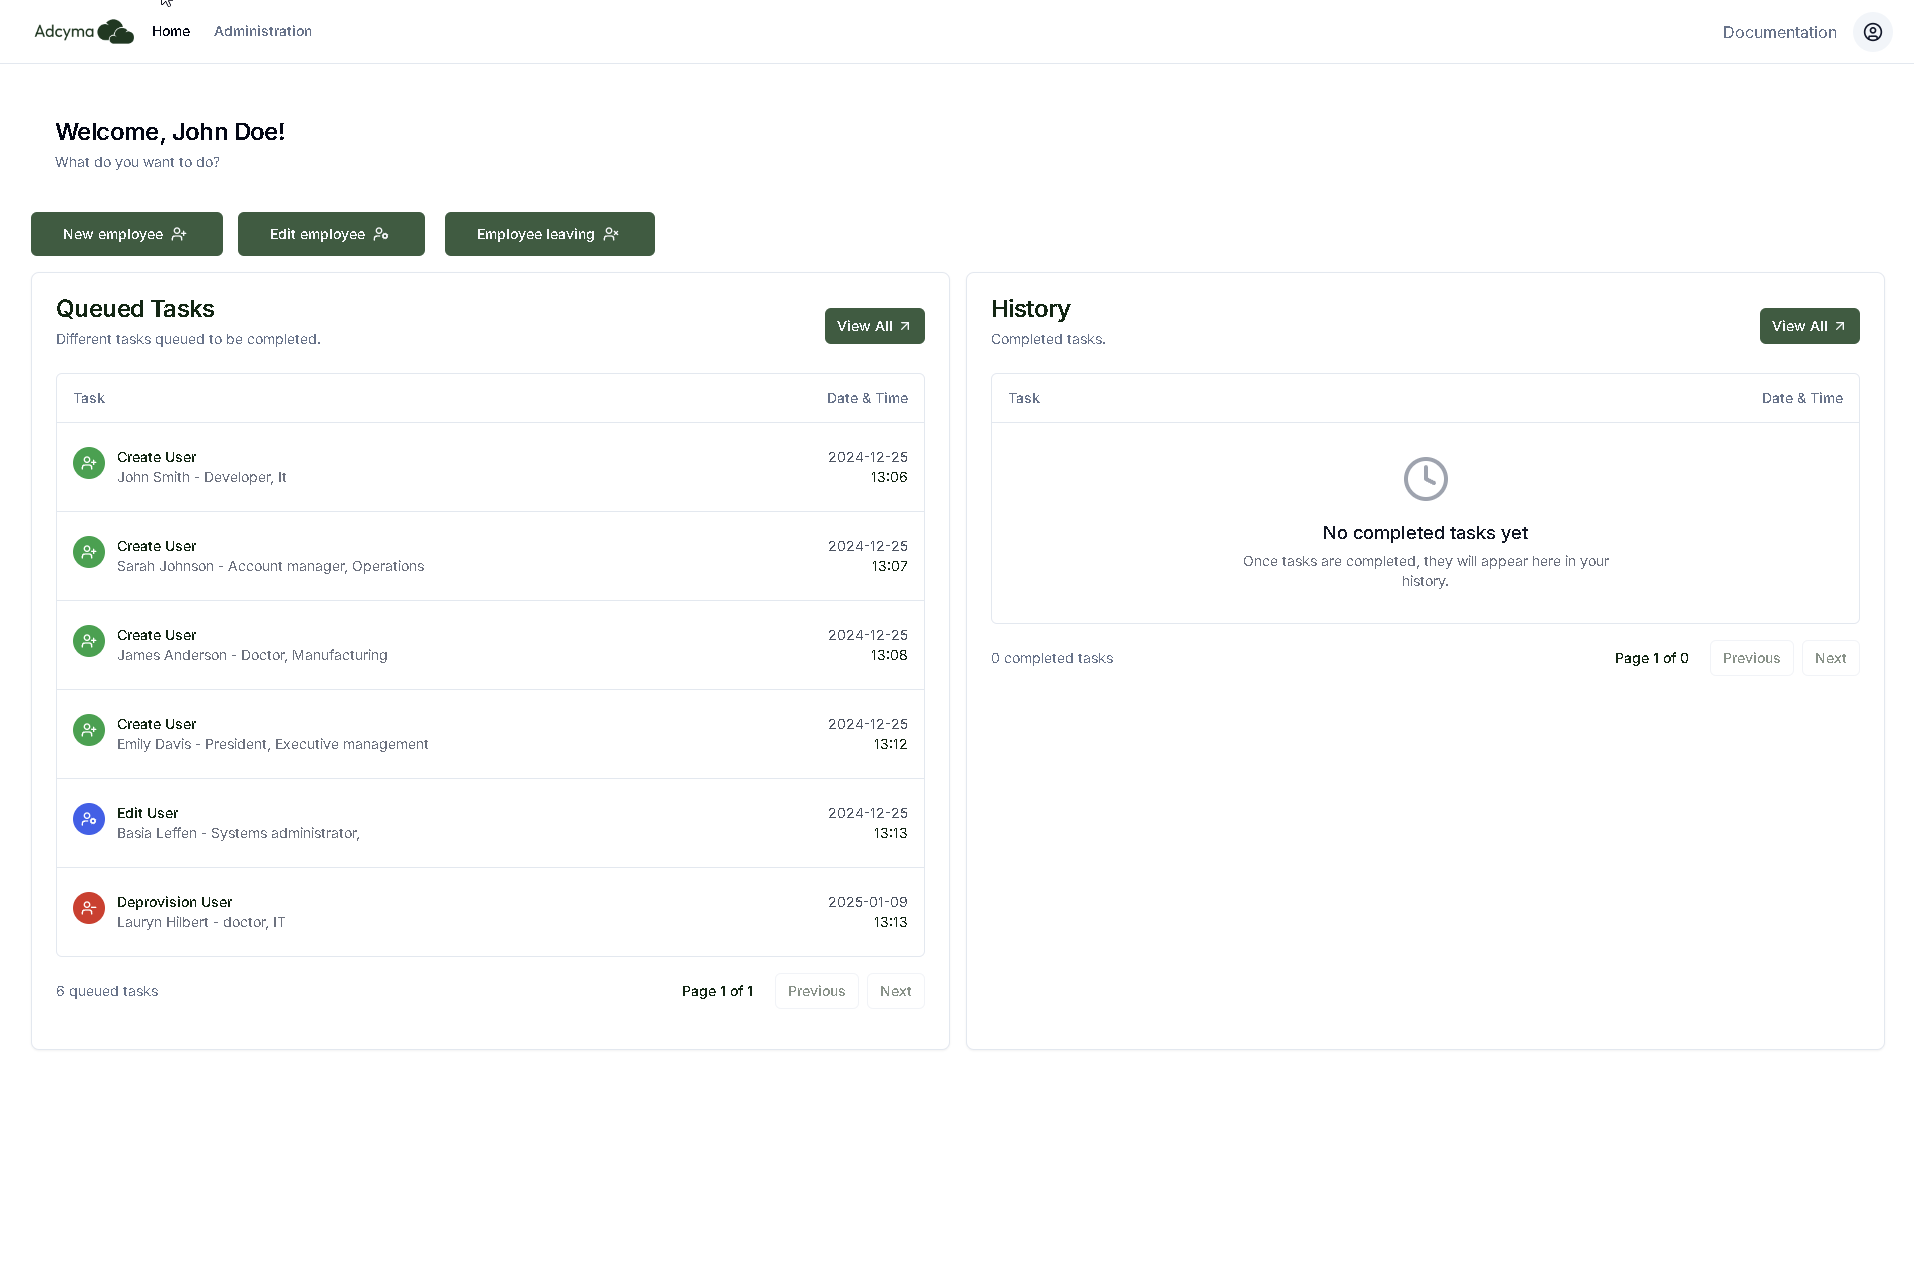 Adcyma
Home
Administration
Documentation
Welcome, John Doe!
What do you want to do?
New employee
Edit employee
Employee leaving
Queued Tasks
Different tasks queued to be completed.
View All
Task
Date & Time
Create User
John Smith - Developer, It
2024-12-25
13:06
Create User
Sarah Johnson - Account manager, Operations
2024-12-25
13:07
Create User
James Anderson - Doctor, Manufacturing
2024-12-25
13:08
Create User
Emily Davis - President, Executive management
2024-12-25
13:12
Edit User
Basia Leffen - Systems administrator,
2024-12-25
13:13
Deprovision User
Lauryn Hilbert - doctor, IT
2025-01-09
13:13
6 queued tasks
Page 1 of 1
Previous
Next
History
Completed tasks.
View All
Task
Date & Time
No completed tasks yet
Once tasks are completed, they will appear here in your
history.
0 completed tasks
Page 1 of 0
Previous
Next